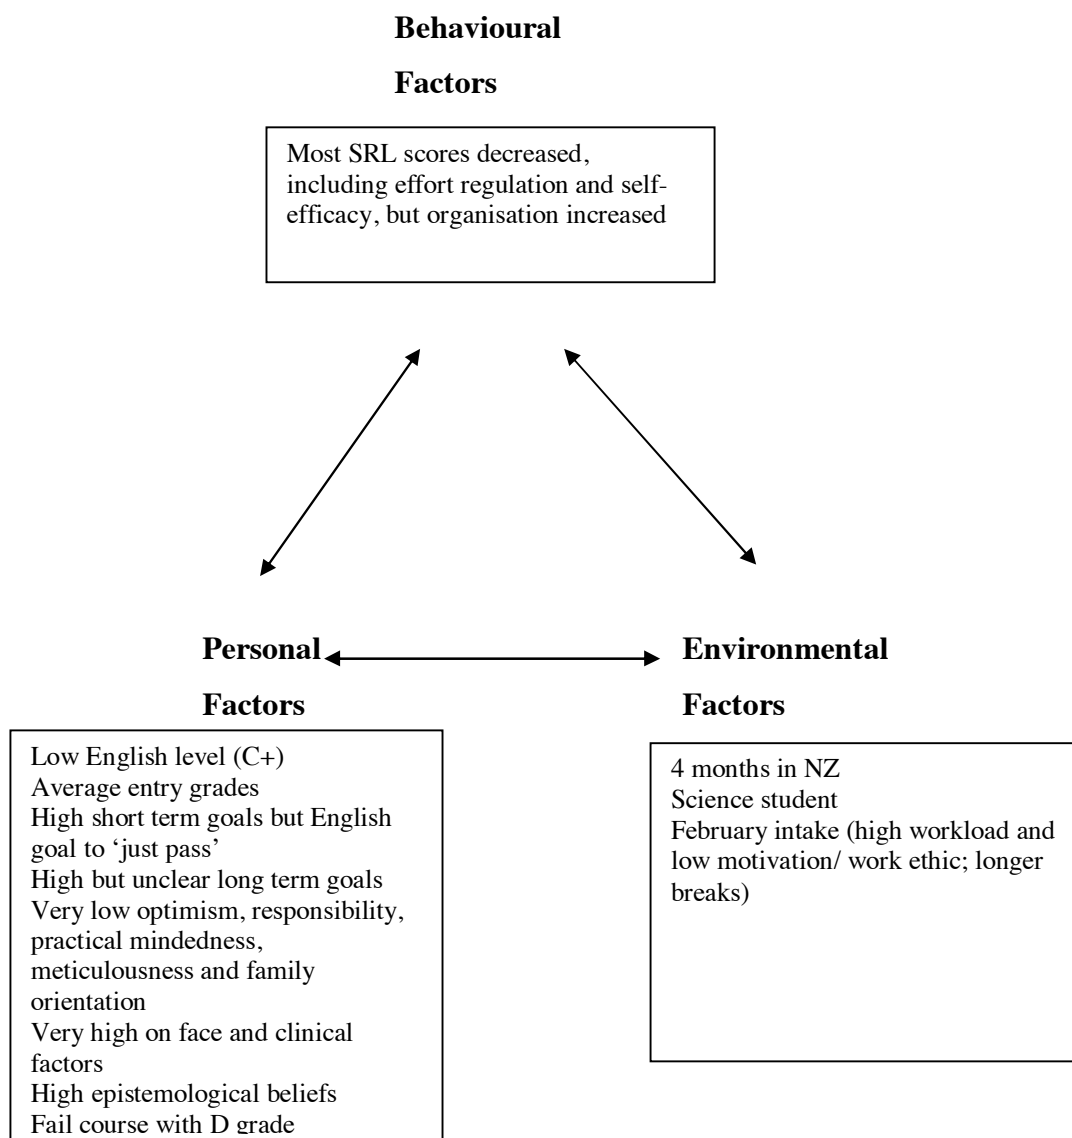 Behavioural
Factors
Most SRL scores decreased,
including effort regulation and self-
efficacy, but organisation increased
Personal
Factors
Low English level (C+)
Average entry grades
High short term goals but English
goal to ‘just pass’
High but unclear long term goals
Very low optimism, responsibility,
practical mindedness,
meticulousness and family
orientation
Very high on face and clinical
factors
High epistemological beliefs
Fail course with D grade
Environmental
Factors
4 months in NZ
Science student
February intake (high workload and
low motivation/ work ethic; longer
breaks)